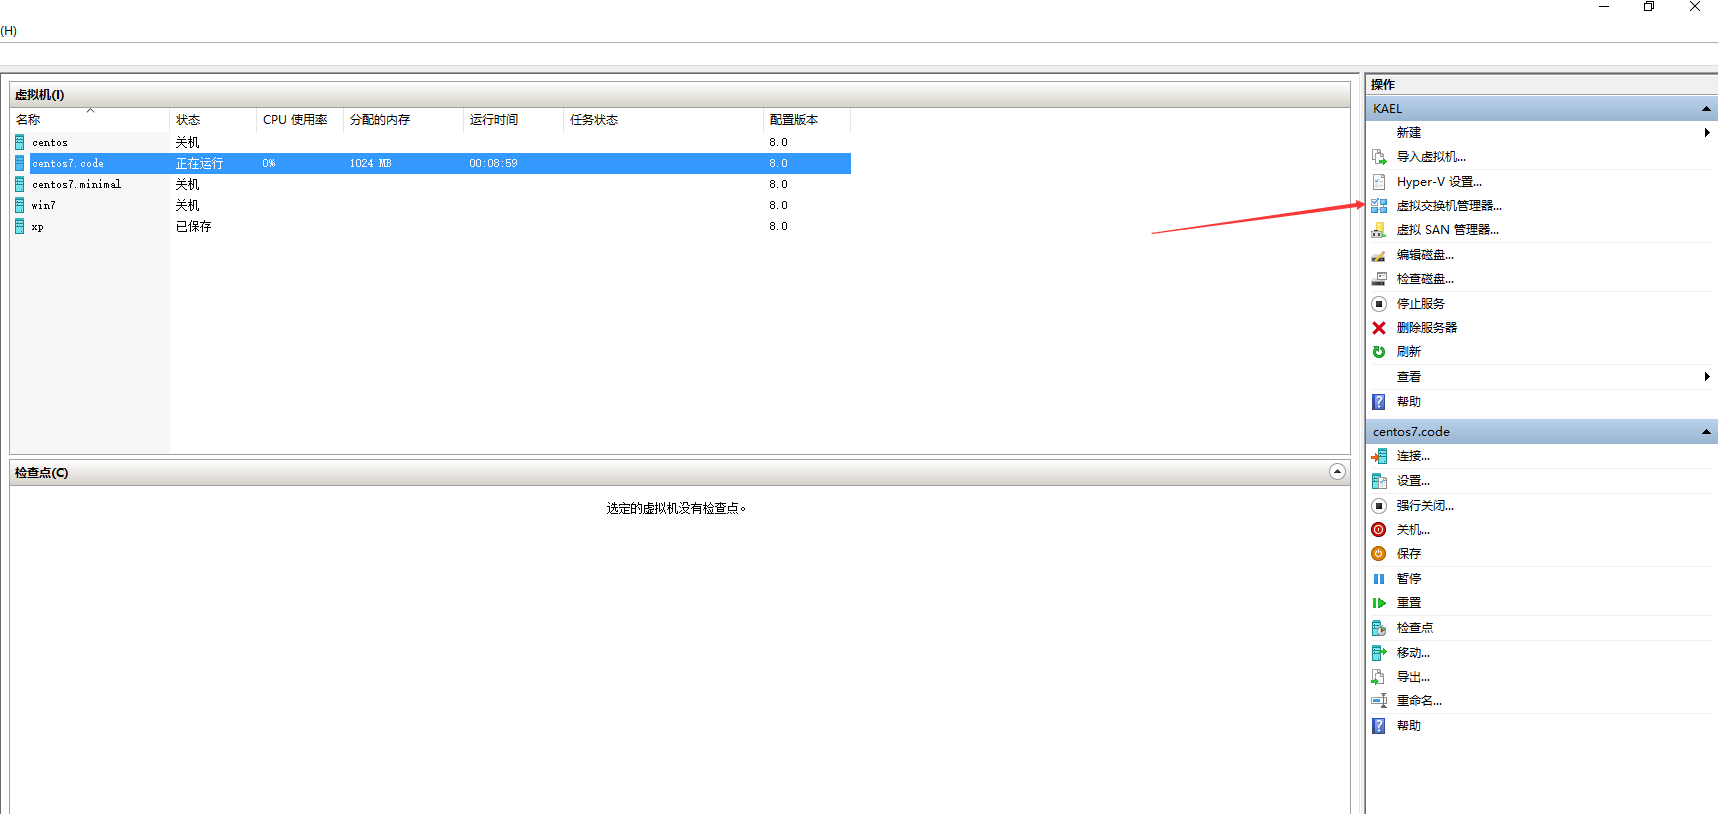 (H)
虚拟机(I)
名称 状态 CPU 使用率 分配的内存 运行时间 任务状态 配置版本
centos 关机 8.0
centos7.code 正在运行 0% 1024 MB 00:08:59 8.0
centos7.minimal 关机 8.0
win7 关机 8.0
xp 已保存 8.0
检查点(C)
选定的虚拟机没有检查点。
操作
KAEL
新建
导入虚拟机...
Hyper-V 设置...
虚拟交换机管理器...
虚拟 SAN 管理器...
编辑磁盘...
检查磁盘...
停止服务
删除服务器
刷新
查看
帮助
centos7.code
连接...
设置...
强行关闭...
关机...
保存
暂停
重置
检查点
移动...
导出...
重命名...
帮助